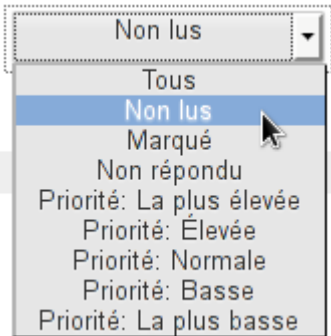 Non lus
Tous
Non lus
Marqué
Non répondu
Priorité: La plus élevée
Priorité: Élevée
Priorité: Normale
Priorité: Basse
Priorité: La plus basse